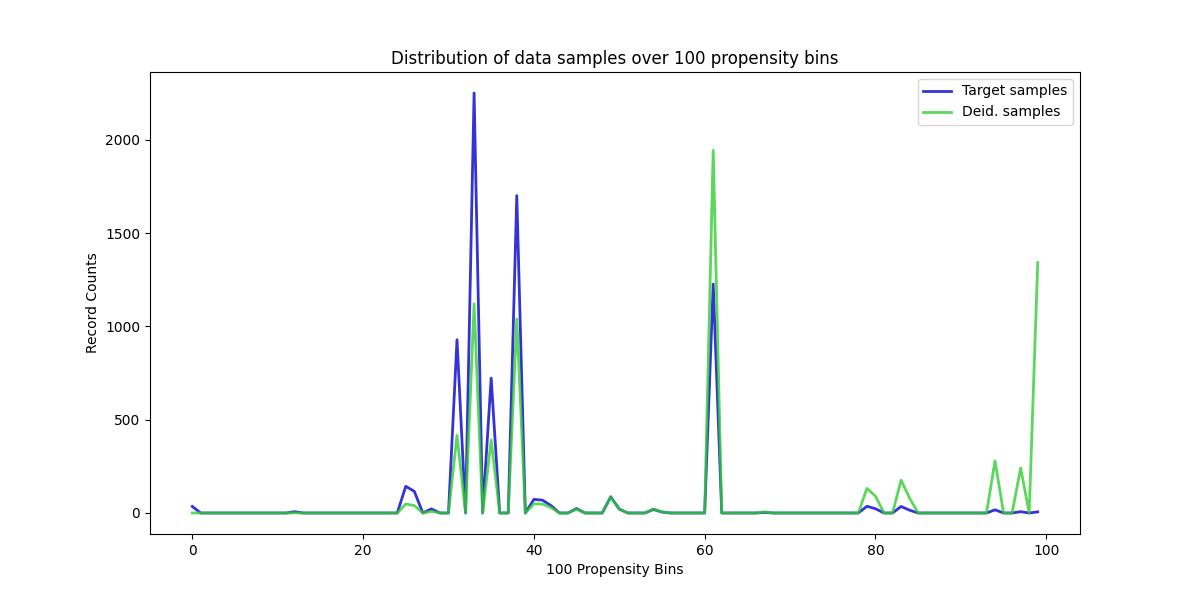 Distribution of data samples over 100 propensity bins
Target samples
Deid. samples
Record Counts
2000
1500
1000
500
0
0 20 40 60 80 100
100 Propensity Bins